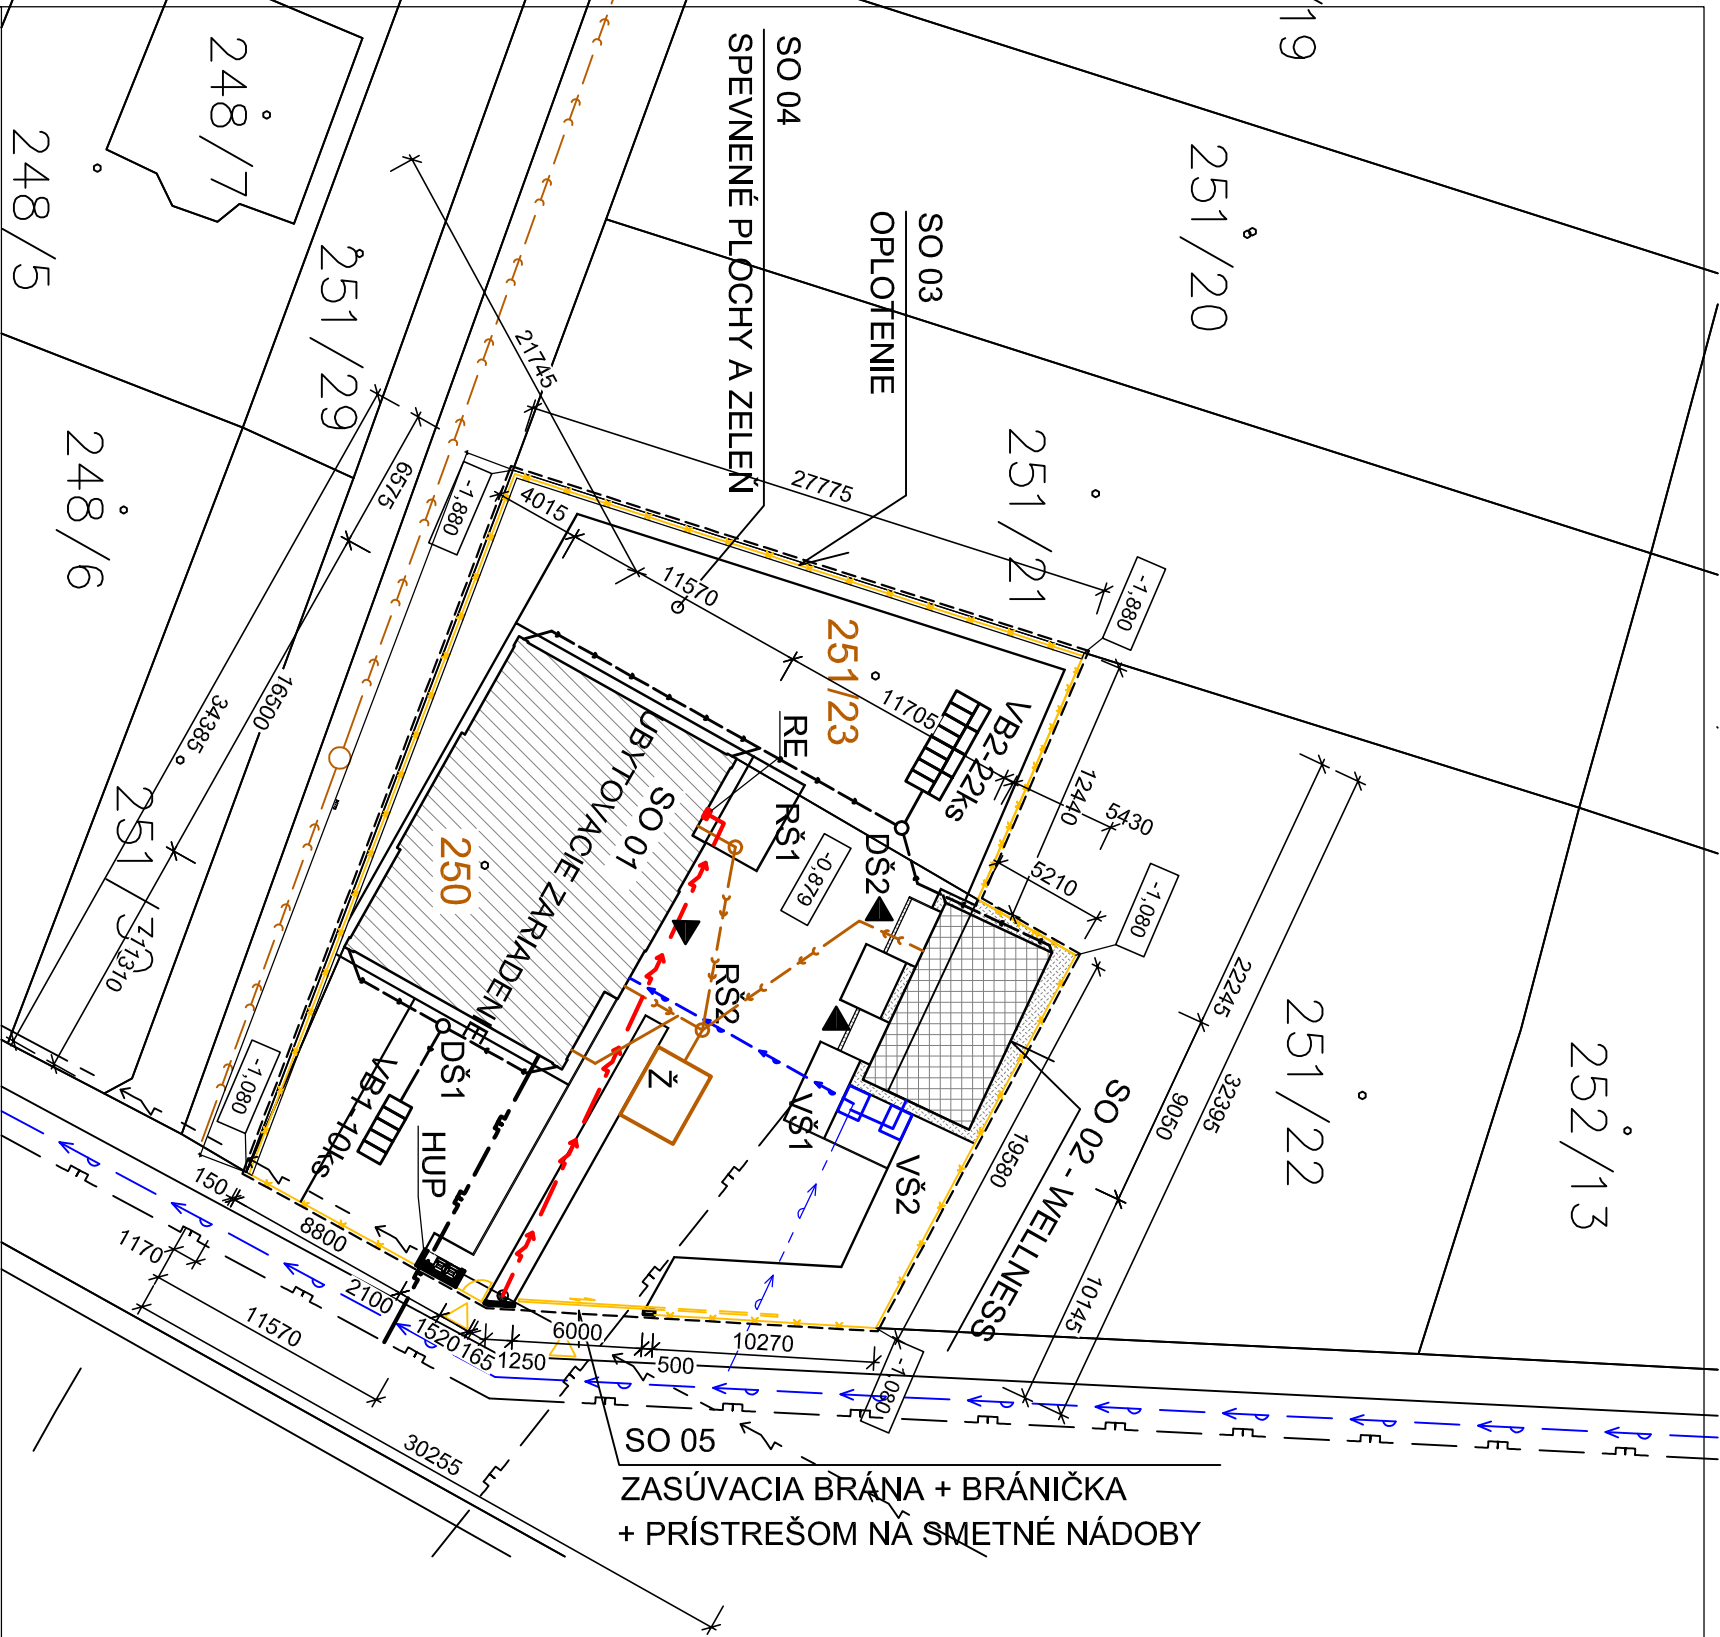 /19
248/7
248/5
SO 04
SPEVNENÉ PLOCHY A ZELEŇ
251/20
SO 03
OPLOTENIE
251/29
21745
248/6
6575
-1,880
4015
27775
251/21
-1,880
11570
251/23
11705
VB2-22ks
12440
5430
5210
-1,080
RE
RŠ1
-0,879
DŠ2
34385
16500
SO 01
UBYTOVACIE ZARIADENIE
250
RŠ2
11310
22245
251/22
252/13
32395
9050
10145
19580
SO 02 - WELLNESS
Ž
VŠ1
VŠ2
DŠ1
VB1-10ks
HUP
-1,080
150
8800
1170
2100
11570
1520
165
1250
6000
500
10270
-1,080
30255
SO 05
ZASÚVACIA BRÁNA + BRÁNIČKA
+ PRÍSTREŠOM NA SMETNÉ NÁDOBY